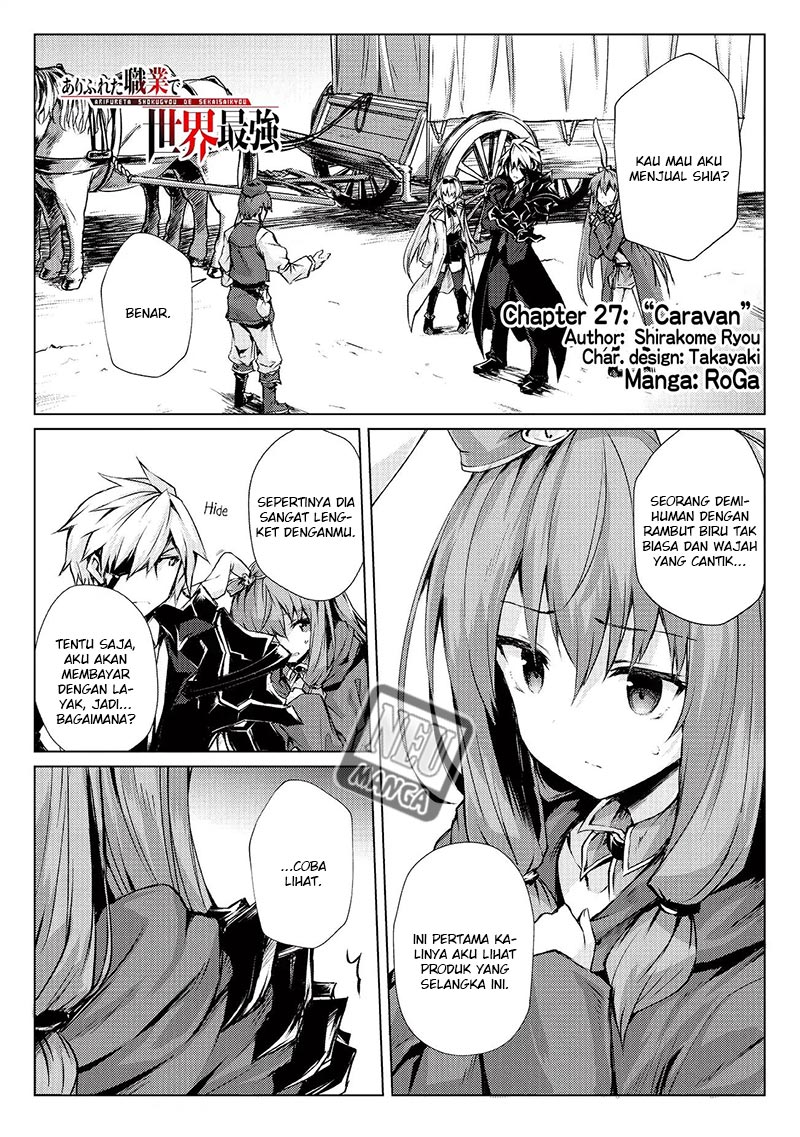 ありふれた職業で
ARIFURETA SHOKUGYOU DE SEKAISAIKYOU
世界最強
KAU MAU AKU
MENJUAL SHIA?
BENAR.
Chapter 27: “Caravan”
Author: Shirakome Ryou
Char. design: Takayaki
Manga: RoGa
SEORANG DEMI-
HUMAN DENGAN
RAMBUT BIRU TAK
BIASA DAN WAJAH
YANG CANTIK...
INI PERTAMA KA-
LINYA AKU LIHAT
PRODUK YANG
SELANGKA INI.
Hide
SEPERTINYA DIA
SANGAT LENG-
KET DENGANMU.
TENTU SAJA,
AKU AKAN
MEMBAYAR
DENGAN LA-
YAK, JADI...
BAGAIMANA?
...COBA
LIHAT.
NEU
MANGA